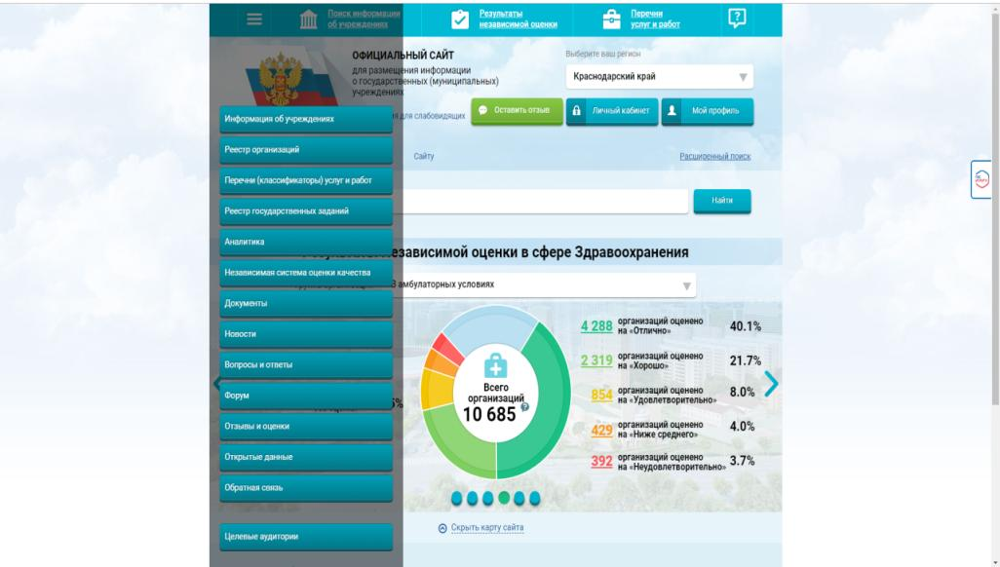 Поиск информации
об учреждениях
Результаты
независимой оценки
Перечни
услуг и работ
ОФИЦИАЛЬНЫЙ САЙТ
для размещения информации
о государственных (муниципальных)
учреждениях
Выберите ваш регион
Краснодарский край
для слабовидящих
Оставить отзыв
Личный кабинет
Мой профиль
Сайту
Расширенный поиск
Найти
Информация об учреждениях
Реестр организаций
Перечни (классификаторы) услуг и работ
Реестр государственных заданий
Аналитика
Независимая система оценки качества
Документы
Новости
Вопросы и ответы
Форум
Отзывы и оценки
Открытые данные
Обратная связь
Целевые аудитории
независимой оценки в сфере Здравоохранения
В амбулаторных условиях
Всего
организаций
10 685
4 288 организаций оценено
на «Отлично» 40.1%
2 319 организаций оценено
на «Хорошо» 21.7%
854 организаций оценено
на «Удовлетворительно» 8.0%
429 организаций оценено
на «Ниже среднего» 4.0%
392 организаций оценено
на «Неудовлетворительно» 3.7%
Скрыть карту сайта